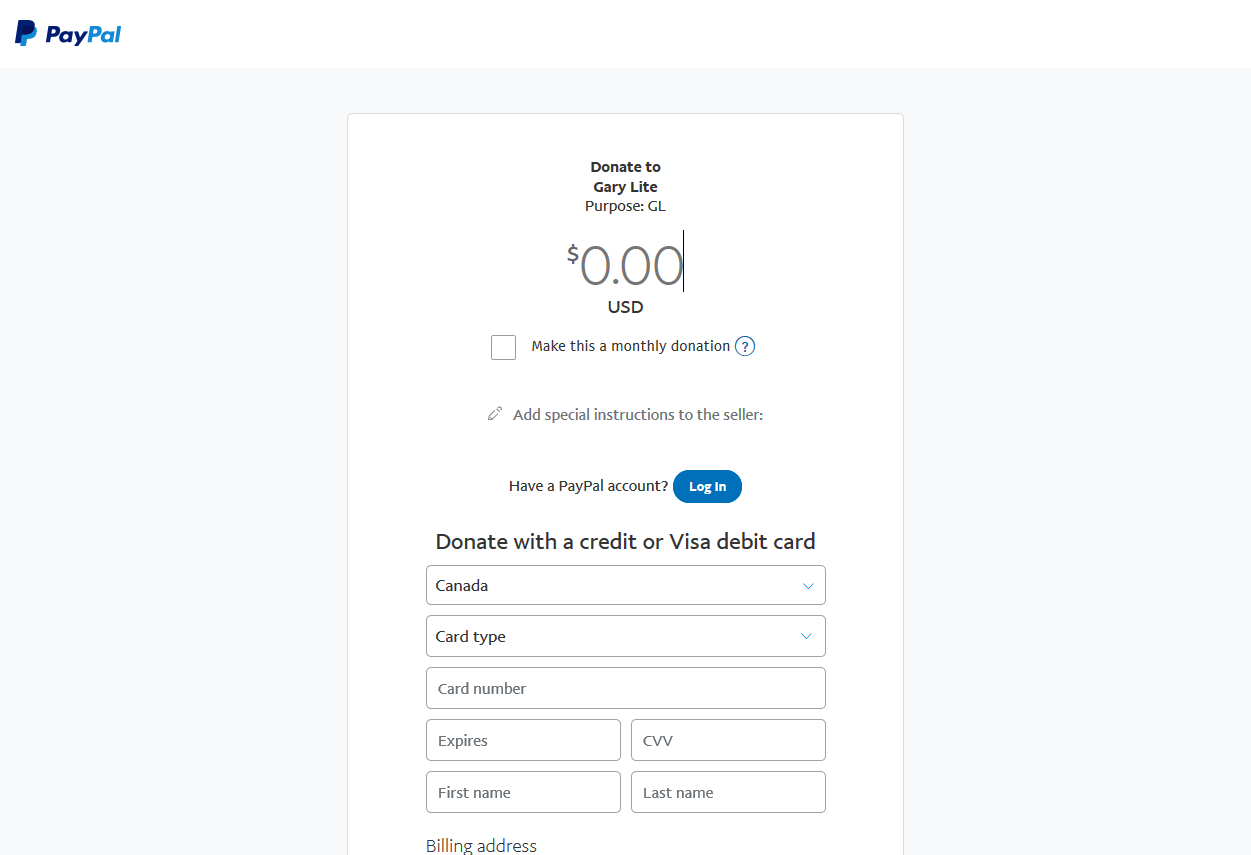 PayPal
Donate to
Gary Lite
Purpose: GL
$0.00
USD
Make this a monthly donation ?
Add special instructions to the seller:
Have a PayPal account? Log In
Donate with a credit or Visa debit card
Canada
Card type
Card number
Expires CVV
First name Last name
Billing address